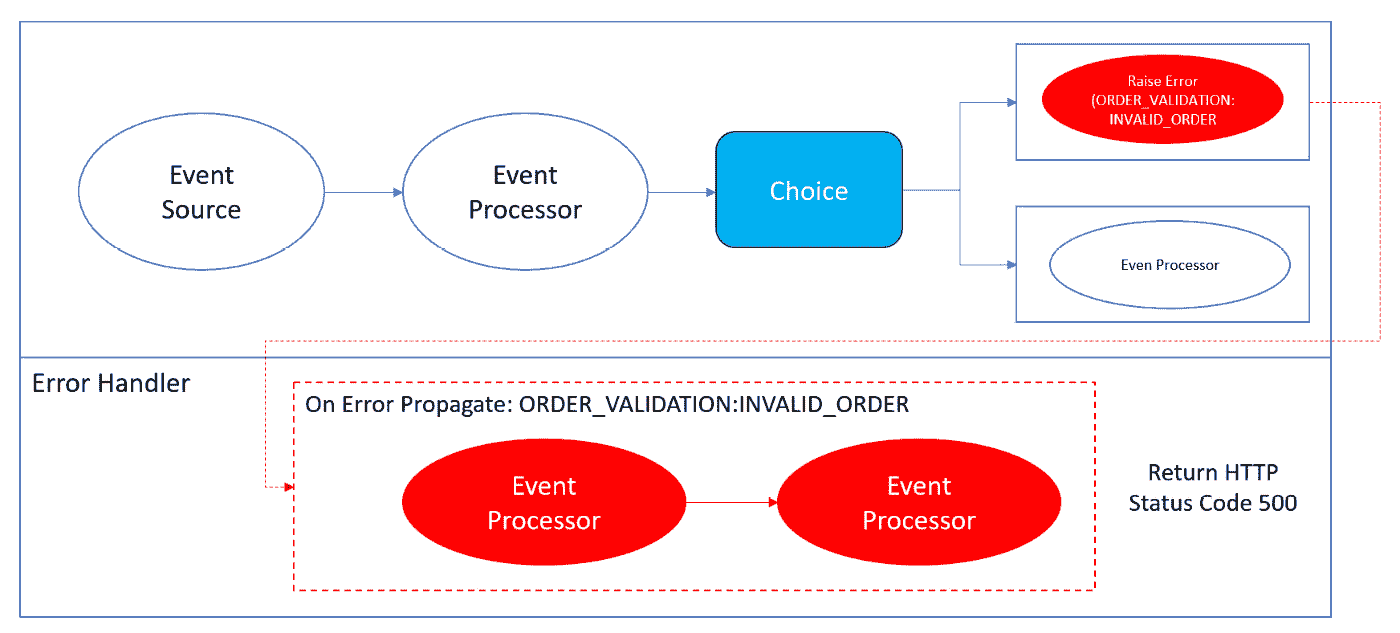 Event
Source
Event
Processor
Choice
Raise Error
(ORDER_VALIDATION:
INVALID_ORDER
Even Processor
Error Handler
On Error Propagate: ORDER_VALIDATION:INVALID_ORDER
Event
Processor
Event
Processor
Return HTTP
Status Code 500